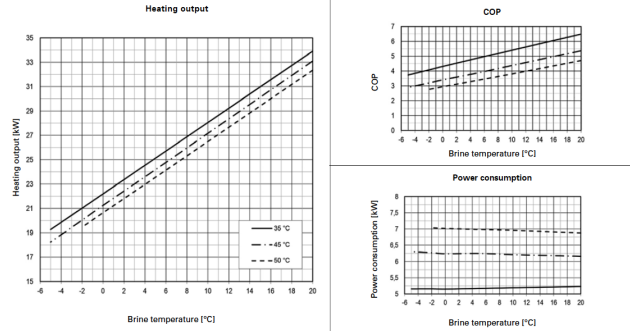 Heating output
Heating output [kW]
35
33
31
29
27
25
23
21
19
17
15
-6 -4 -2 0 2 4 6 8 10 12 14 16 18 20
Brine temperature [°C]
35 °C
45 °C
50 °C
COP
COP
7
6
5
4
3
2
1
0
-6 -4 -2 0 2 4 6 8 10 12 14 16 18 20
Brine temperature [°C]
Power consumption
Power consumption [kW]
8
7,5
7
6,5
6
5,5
5
-6 -4 -2 0 2 4 6 8 10 12 14 16 18 20
Brine temperature [°C]